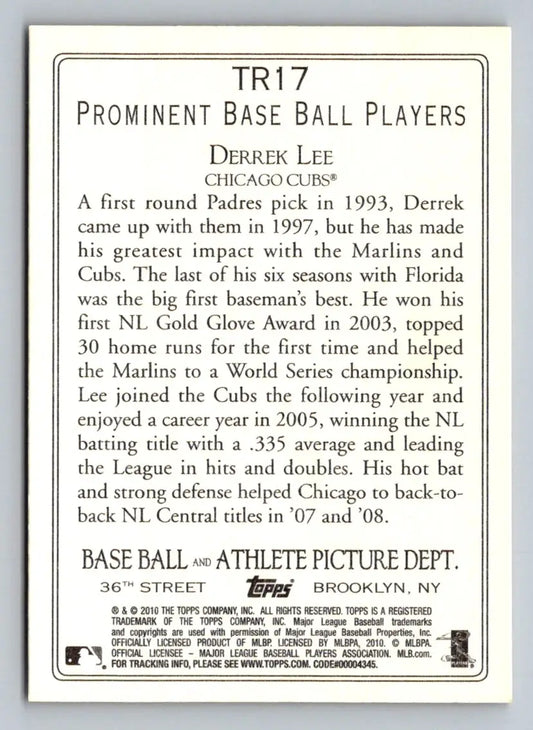 TR17
PROMINENT BASE BALL PLAYERS
DERREK LEE
CHICAGO CUBS®
A first round Padres pick in 1993, Derrek
came up with them in 1997, but he has made
his greatest impact with the Marlins and
Cubs. The last of his six seasons with Florida
was the big first baseman's best. He won his
first NL Gold Glove Award in 2003, topped
30 home runs for the first time and helped
the Marlins to a World Series championship.
Lee joined the Cubs the following year and
enjoyed a career year in 2005, winning the NL
batting title with a .335 average and leading
the League in hits and doubles. His hot bat
and strong defense helped Chicago to back-to-
back NL Central titles in '07 and '08.
BASE BALL AND ATHLETE PICTURE DEPT.
36TH STREET topps® BROOKLYN, NY
® & © 2010 THE TOPPS COMPANY, INC. ALL RIGHTS RESERVED. TOPPS IS A REGISTERED
TRADEMARK OF THE TOPPS COMPANY, INC. Major League Baseball trademarks
and copyrights are used with permission of Major League Baseball Properties, Inc.
OFFICIALLY LICENSED PRODUCT OF MLBP. LICENSED BY MLBPA, 2010. © MLBPA.
OFFICIAL LICENSEE – MAJOR LEAGUE BASEBALL PLAYERS ASSOCIATION. MLB.com
FOR TRACKING INFO, PLEASE SEE WWW.TOPPS.COM. CODE#00004345.